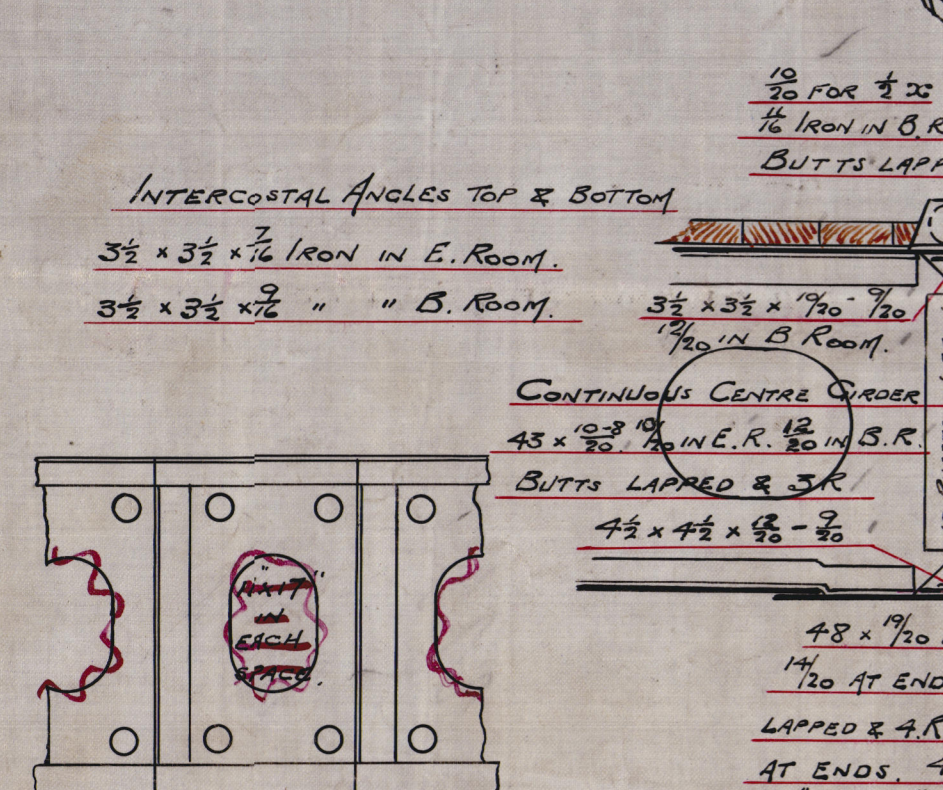 10/20 FOR 1/2 x
11/16 IRON IN B.R
BUTTS LAPP
INTERCOSTAL ANGLES TOP & BOTTOM
3½ x 3½ x 7/16 IRON IN E. ROOM.
3½ x 3½ x 9/16 " " B. ROOM.
3½ x 3½ x 10/20 - 9/20
12/20 IN B ROOM.
CONTINUOUS CENTRE GIRDER
43 x 10-8/20. 10/20 IN E.R. 12/20 IN B.R.
BUTTS LAPPED & 3R
4½ x 4½ x 12/20 - 9/20
IN
EACH
SPACE.
48 x 19/20
14/20 AT END
LAPPED & 4.R
AT ENDS. 4